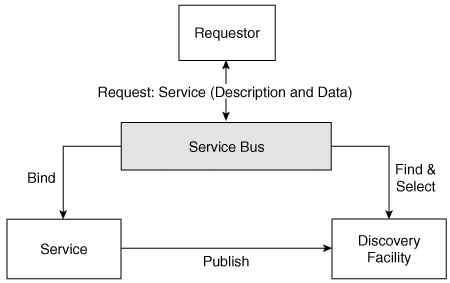 Requestor
Request: Service (Description and Data)
Service Bus
Bind
Find &
Select
Service
Publish
Discovery
Facility